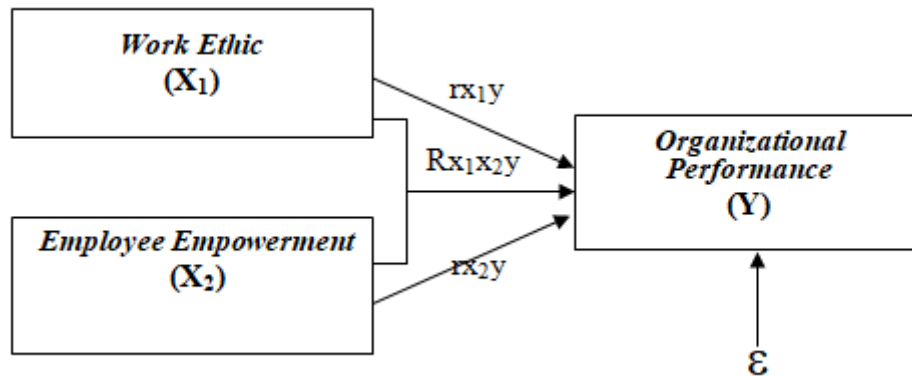 Work Ethic
(X₁)
rx₁y
Rx₁x₂y
Organizational
Performance
(Y)
Employee Empowerment
(X₂)
rx₂y
ε